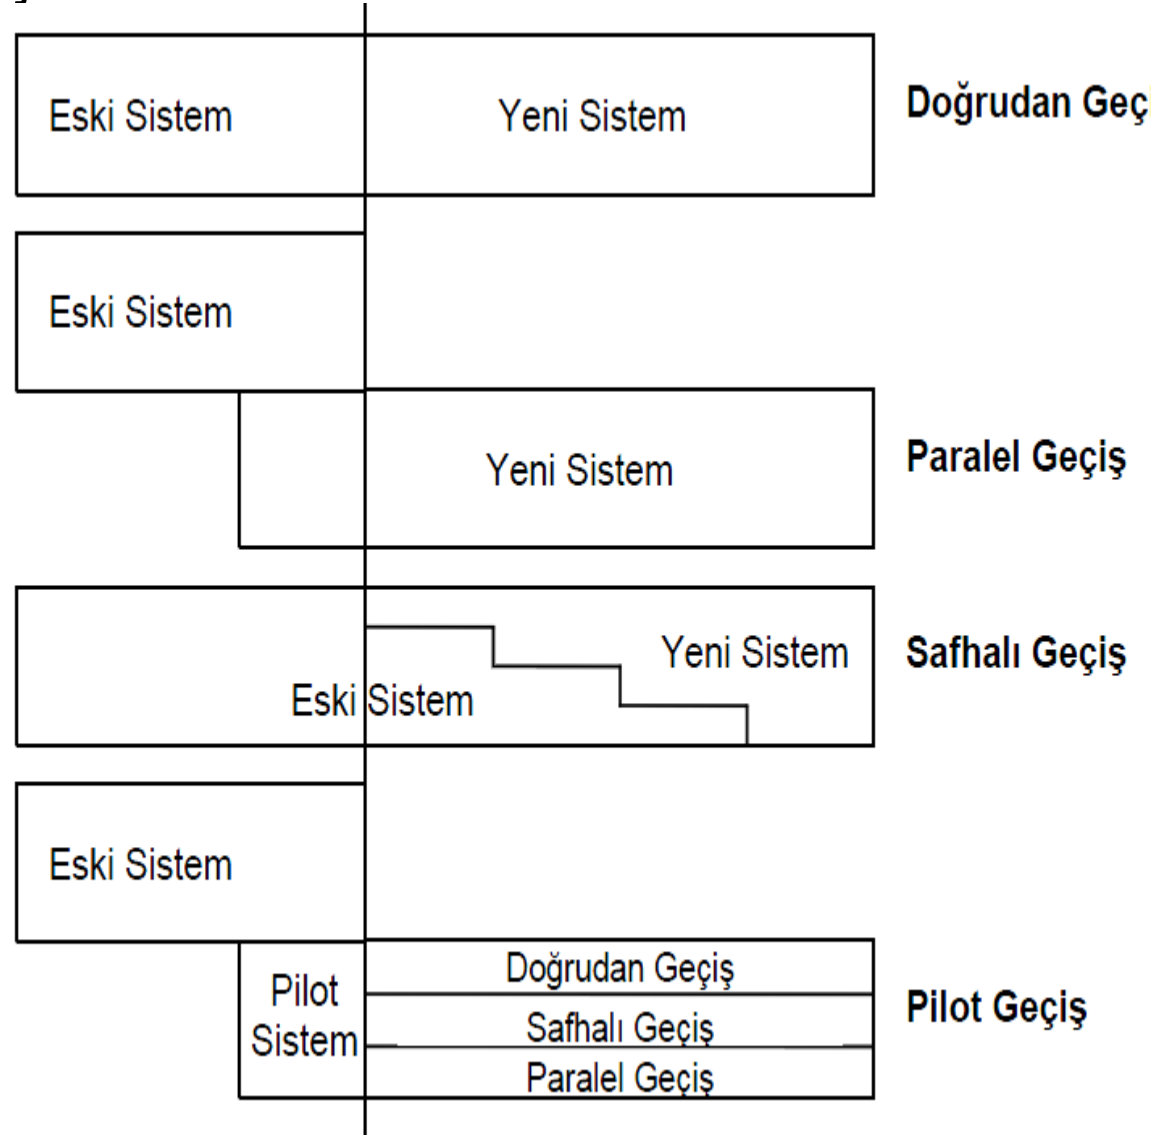 Eski Sistem
Yeni Sistem
Doğrudan Geçi
Eski Sistem
Yeni Sistem
Paralel Geçiş
Yeni Sistem
Safhalı Geçiş
Eski Sistem
Eski Sistem
Doğrudan Geçiş
Pilot
Sistem
Safhalı Geçiş
Pilot Geçiş
Paralel Geçiş